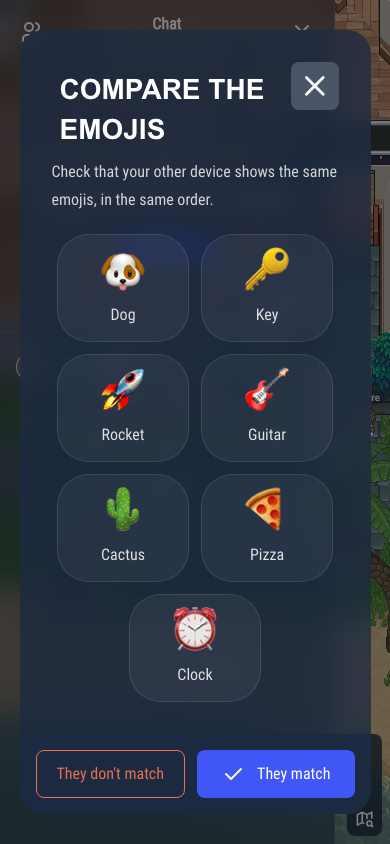 Chat
COMPARE THE
EMOJIS
Check that your other device shows the same
emojis, in the same order.
Dog
Key
Rocket
Guitar
Cactus
Pizza
Clock
They don't match
They match